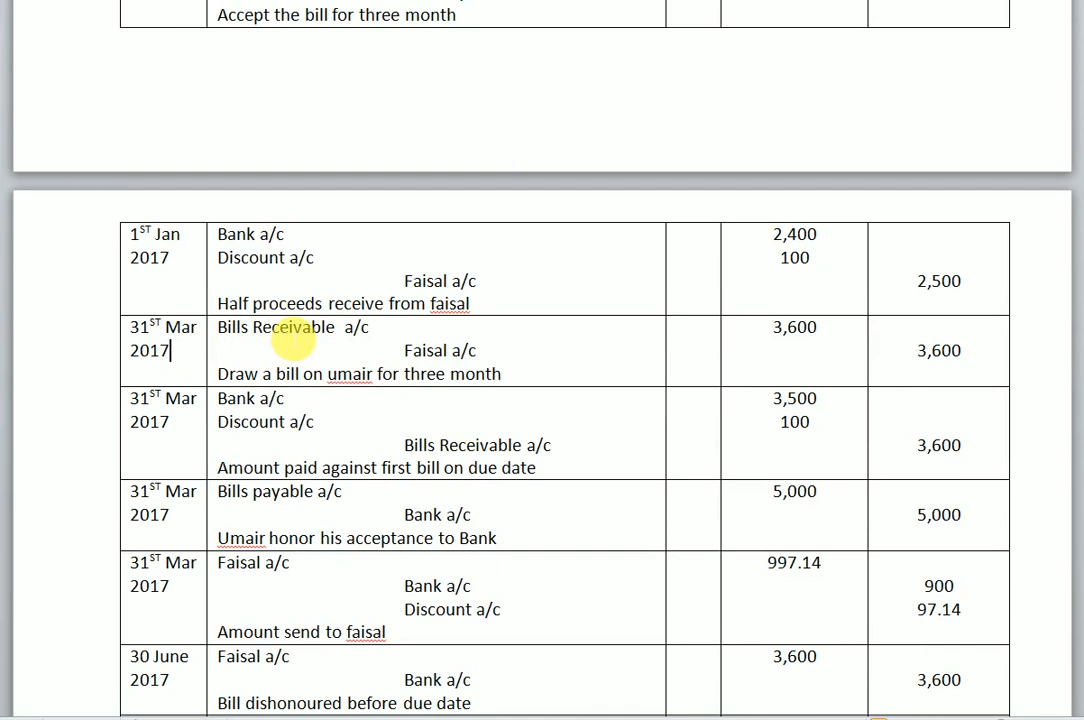 Accept the bill for three month
1ST Jan Bank a/c 2,400
2017 Discount a/c 100
Faisal a/c 2,500
Half proceeds receive from faisal
31ST Mar Bills Receivable a/c 3,600
2017 Faisal a/c 3,600
Draw a bill on umair for three month
31ST Mar Bank a/c 3,500
2017 Discount a/c 100
Bills Receivable a/c 3,600
Amount paid against first bill on due date
31ST Mar Bills payable a/c 5,000
2017 Bank a/c 5,000
Umair honor his acceptance to Bank
31ST Mar Faisal a/c 997.14
2017 Bank a/c 900
Discount a/c 97.14
Amount send to faisal
30 June Faisal a/c 3,600
2017 Bank a/c 3,600
Bill dishonoured before due date